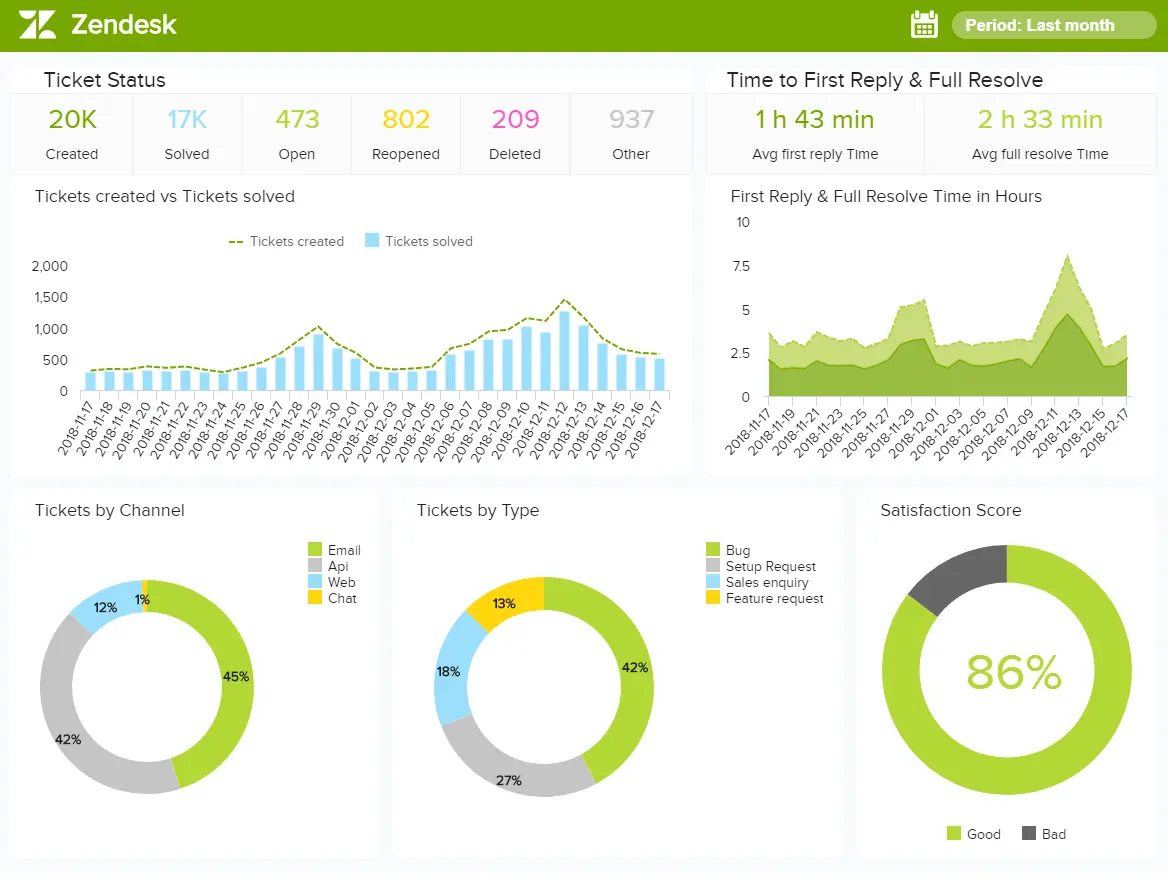 Zendesk
Period: Last month
Ticket Status
20K
17K
473
802
209
937
Created
Solved
Open
Reopened
Deleted
Other
Time to First Reply & Full Resolve
1 h 43 min
2 h 33 min
Avg first reply Time
Avg full resolve Time
Tickets created vs Tickets solved
Tickets created
Tickets solved
2,000
1,500
1,000
500
0
2018-11-17
2018-11-18
2018-11-19
2018-11-20
2018-11-21
2018-11-22
2018-11-23
2018-11-24
2018-11-25
2018-11-26
2018-11-27
2018-11-28
2018-11-29
2018-11-30
2018-12-01
2018-12-02
2018-12-03
2018-12-04
2018-12-05
2018-12-06
2018-12-07
2018-12-08
2018-12-09
2018-12-10
2018-12-11
2018-12-12
2018-12-13
2018-12-14
2018-12-15
2018-12-16
2018-12-17
First Reply & Full Resolve Time in Hours
10
7.5
5
2.5
0
2018-11-17
2018-11-19
2018-11-21
2018-11-23
2018-11-25
2018-11-27
2018-11-29
2018-12-01
2018-12-03
2018-12-05
2018-12-07
2018-12-09
2018-12-11
2018-12-13
2018-12-15
2018-12-17
Tickets by Channel
Email
Api
Web
Chat
12%
1%
45%
42%
Tickets by Type
Bug
Setup Request
Sales enquiry
Feature request
13%
42%
18%
27%
Satisfaction Score
86%
Good
Bad